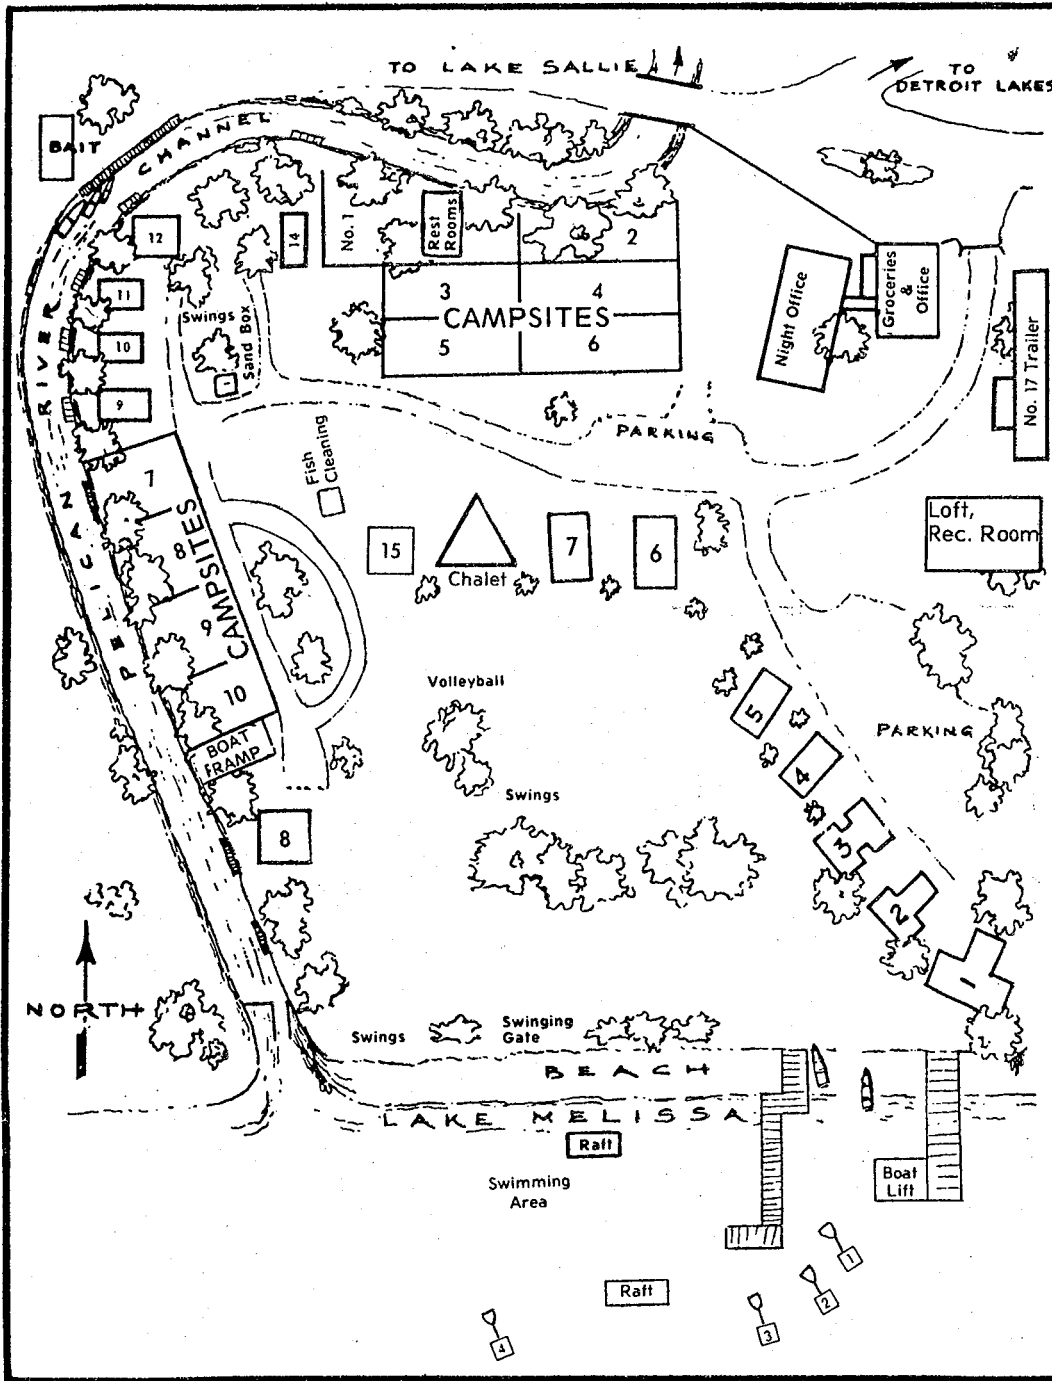 TO LAKE SALLIE
TO
DETROIT LAKES
BAIT
PELICAN RIVER CHANNEL
12
14
No. 1
Rest
Rooms
2
11
Swings
10
Sand Box
9
3
4
CAMPSITES
5
6
Night Office
Groceries
&
Office
No. 17 Trailer
PARKING
Fish
Cleaning
7
8
9
10
CAMPSITES
BOAT
RAMP
15
Chalet
7
6
Loft,
Rec. Room
Volleyball
5
PARKING
4
Swings
3
8
2
1
NORTH
Swings
Swinging
Gate
BEACH
LAKE MELISSA
Raft
Swimming
Area
Boat
Lift
1
2
Raft
3
4